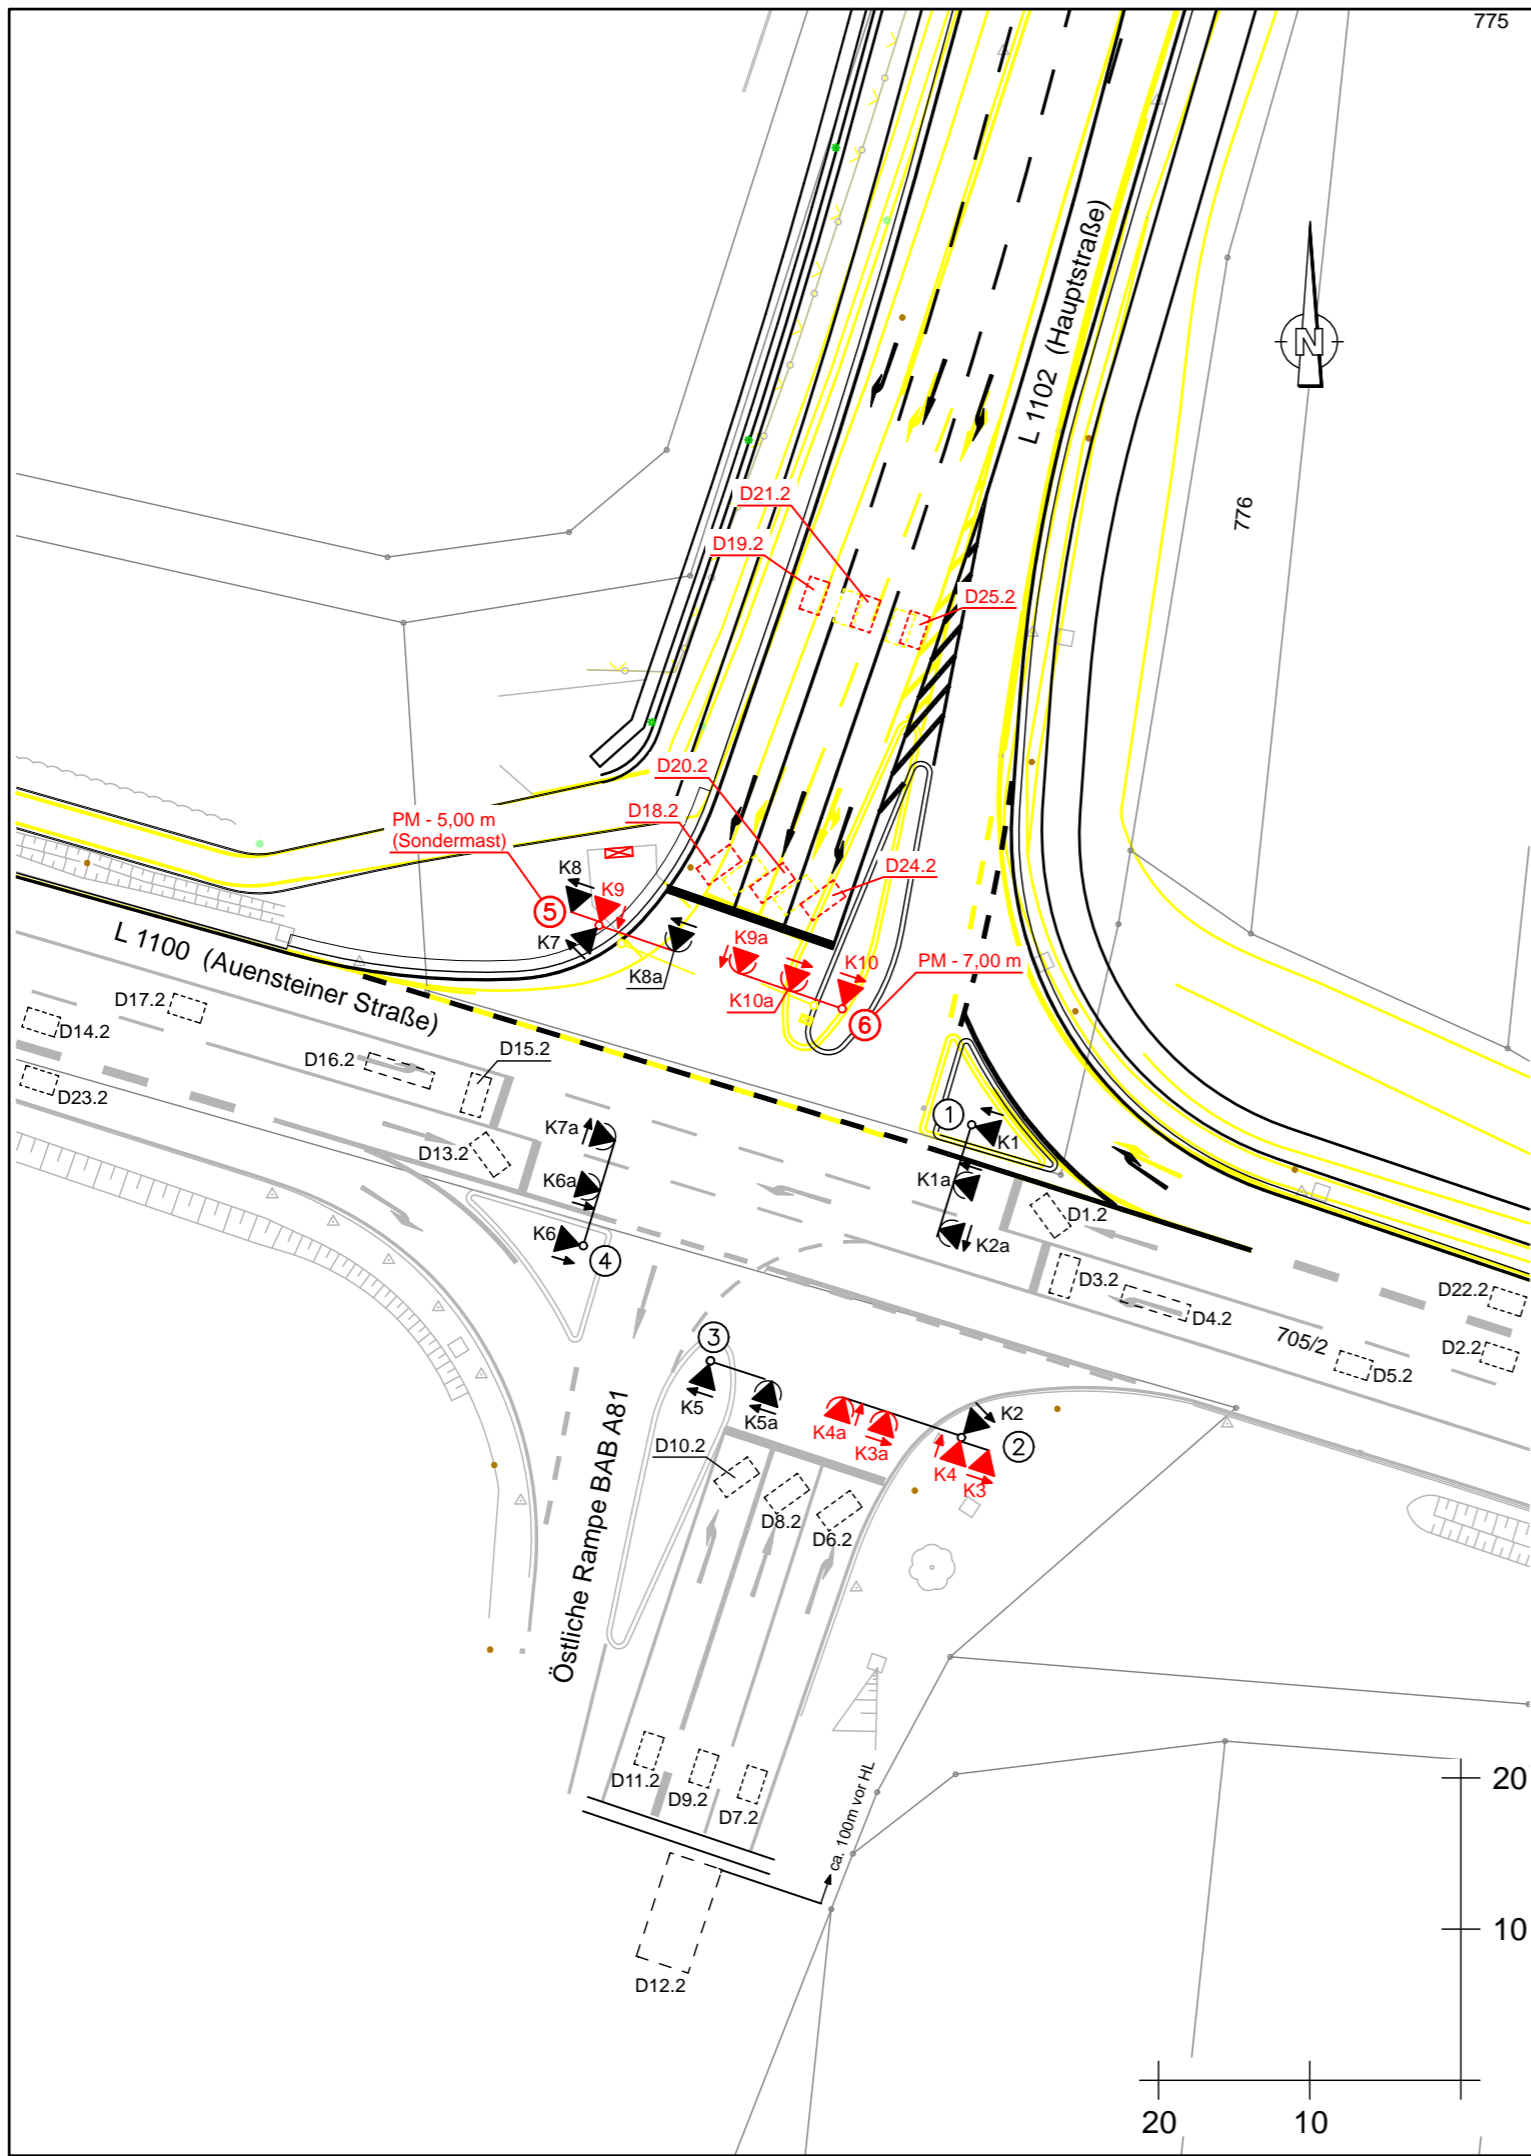 775
L 1102 (Hauptstraße)
N
776
D21.2
D19.2
D25.2
D20.2
D18.2
D24.2
PM - 5,00 m
(Sondermast)
K8
K9
5
K7
K8a
K9a
K10
K10a
PM - 7,00 m
6
L 1100 (Auensteiner Straße)
D17.2
D14.2
D16.2
D15.2
D23.2
D13.2
K7a
K6a
K6
4
1
K1
K1a
K2a
D1.2
D3.2
D4.2
D22.2
D2.2
705/2
D5.2
3
K5
K5a
K4a
K3a
K2
2
K4
K3
D10.2
D8.2
D6.2
Östliche Rampe BAB A81
D11.2
D9.2
D7.2
ca. 100m vor HL
D12.2
20
10
20
10